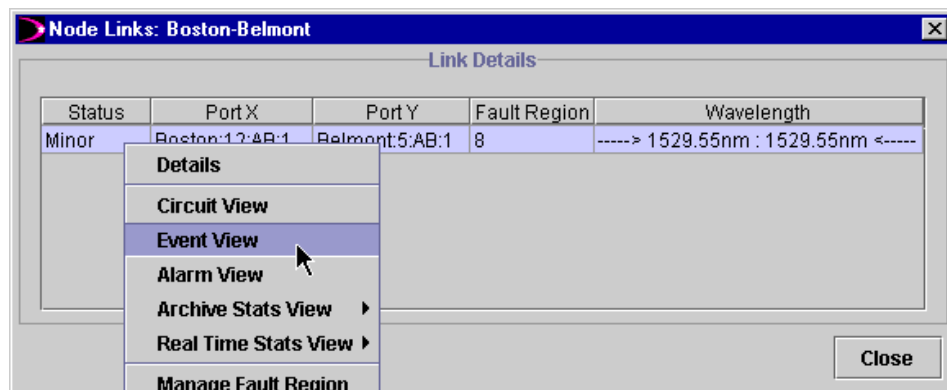 Node Links: Boston-Belmont
Link Details
Status Port X Port Y Fault Region Wavelength
Minor Boston:12:AB:1 Belmont:5:AB:1 8 -----> 1529.55nm : 1529.55nm <-----
Details
Circuit View
Event View
Alarm View
Archive Stats View
Real Time Stats View
Manage Fault Region
Close